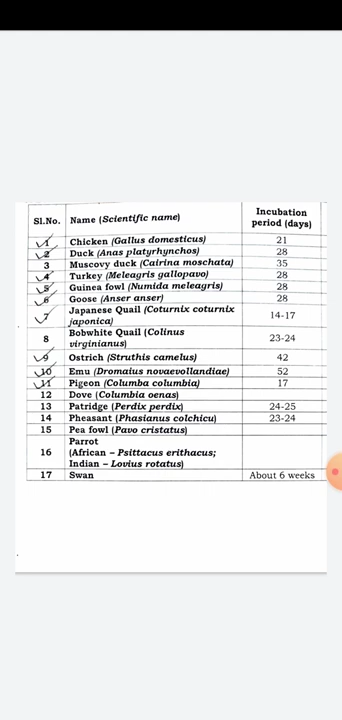 Sl.No. Name (Scientific name) Incubation period (days)
1 Chicken (Gallus domesticus) 21
2 Duck (Anas platyrhynchos) 28
3 Muscovy duck (Cairina moschata) 35
4 Turkey (Meleagris gallopavo) 28
5 Guinea fowl (Numida meleagris) 28
6 Goose (Anser anser) 28
7 Japanese Quail (Coturnix coturnix japonica) 14-17
8 Bobwhite Quail (Colinus virginianus) 23-24
9 Ostrich (Struthis camelus) 42
10 Emu (Dromaius novaevollandiae) 52
11 Pigeon (Columba columbia) 17
12 Dove (Columbia oenas)
13 Patridge (Perdix perdix) 24-25
14 Pheasant (Phasianus colchicu) 23-24
15 Pea fowl (Pavo cristatus)
16 Parrot
(African – Psittacus erithacus;
Indian – Lovius rotatus)
17 Swan About 6 weeks